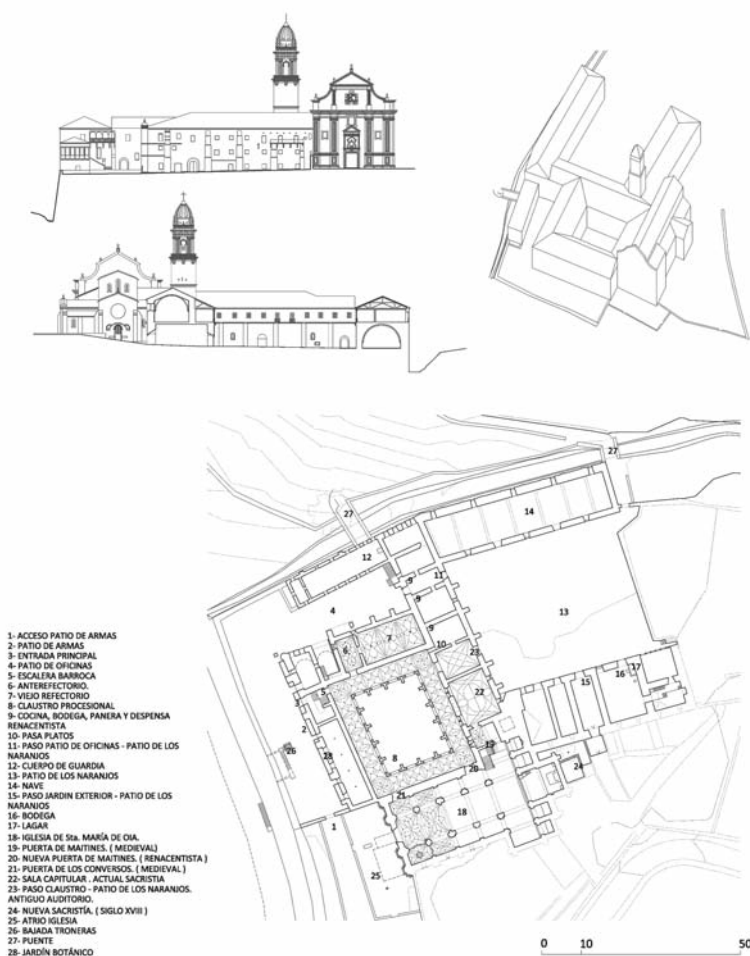 27
14
12
27
9
11
4
9
13
9
7
10
6
23
22
5
3
15
16
17
2
8
28
26
19
20
24
21
18
1
25
1- ACCESO PATIO DE ARMAS
2- PATIO DE ARMAS
3- ENTRADA PRINCIPAL
4- PATIO DE OFICINAS
5- ESCALERA BARROCA
6- ANTEREFECTORIO.
7- VIEJO REFECTORIO
8- CLAUSTRO PROCESIONAL
9- COCINA, BODEGA, PANERA Y DESPENSA
RENACENTISTA
10- PASA PLATOS
11- PASO PATIO DE OFICINAS - PATIO DE LOS
NARANJOS
12- CUERPO DE GUARDIA
13- PATIO DE LOS NARANJOS
14- NAVE
15- PASO JARDIN EXTERIOR - PATIO DE LOS
NARANJOS
16- BODEGA
17- LAGAR
18- IGLESIA DE Sta. MARÍA DE OIA.
19- PUERTA DE MAITINES. ( MEDIEVAL)
20- NUEVA PUERTA DE MAITINES. ( RENACENTISTA )
21- PUERTA DE LOS CONVERSOS. ( MEDIEVAL )
22- SALA CAPITULAR . ACTUAL SACRISTIA
23- PASO CLAUSTRO - PATIO DE LOS NARANJOS.
ANTIGUO AUDITORIO.
24- NUEVA SACRISTÍA. ( SIGLO XVIII )
25- ATRIO IGLESIA
26- BAJADA TRONERAS
27- PUENTE
28- JARDÍN BOTÁNICO
0 10 50